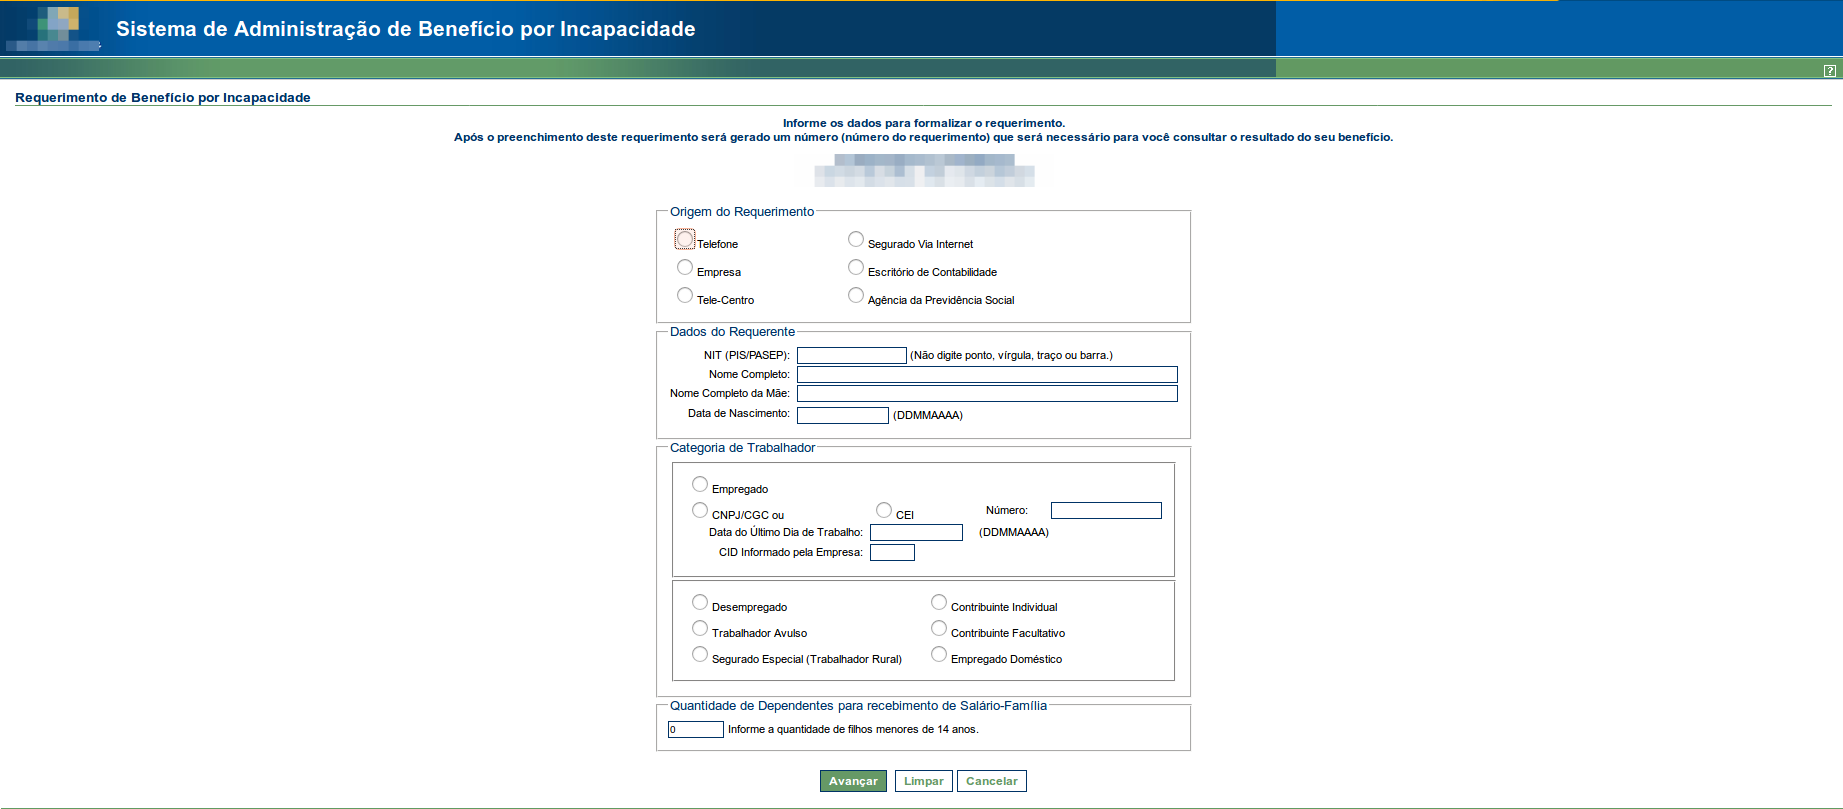 Sistema de Administração de Benefício por Incapacidade
?
Requerimento de Benefício por Incapacidade
Informe os dados para formalizar o requerimento.
Após o preenchimento deste requerimento será gerado um número (número do requerimento) que será necessário para você consultar o resultado do seu benefício.
Origem do Requerimento
Telefone Segurado Via Internet
Empresa Escritório de Contabilidade
Tele-Centro Agência da Previdência Social
Dados do Requerente
NIT (PIS/PASEP): (Não digite ponto, vírgula, traço ou barra.)
Nome Completo:
Nome Completo da Mãe:
Data de Nascimento: (DDMMAAAA)
Categoria de Trabalhador
Empregado
CNPJ/CGC ou CEI Número:
Data do Último Dia de Trabalho: (DDMMAAAA)
CID Informado pela Empresa:
Desempregado Contribuinte Individual
Trabalhador Avulso Contribuinte Facultativo
Segurado Especial (Trabalhador Rural) Empregado Doméstico
Quantidade de Dependentes para recebimento de Salário-Família
0 Informe a quantidade de filhos menores de 14 anos.
Avançar Limpar Cancelar